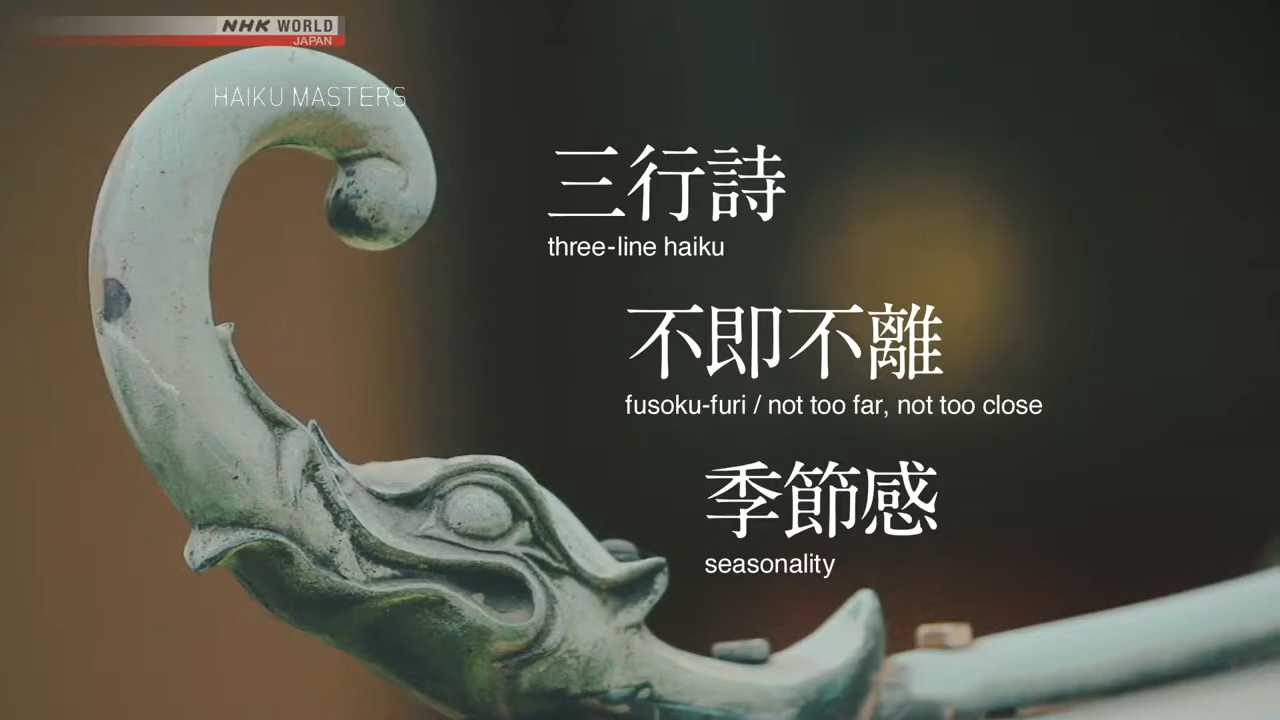 NHK WORLD
JAPAN
HAIKU MASTERS
三行詩
three-line haiku
不即不離
fusoku-furi / not too far, not too close
季節感
seasonality